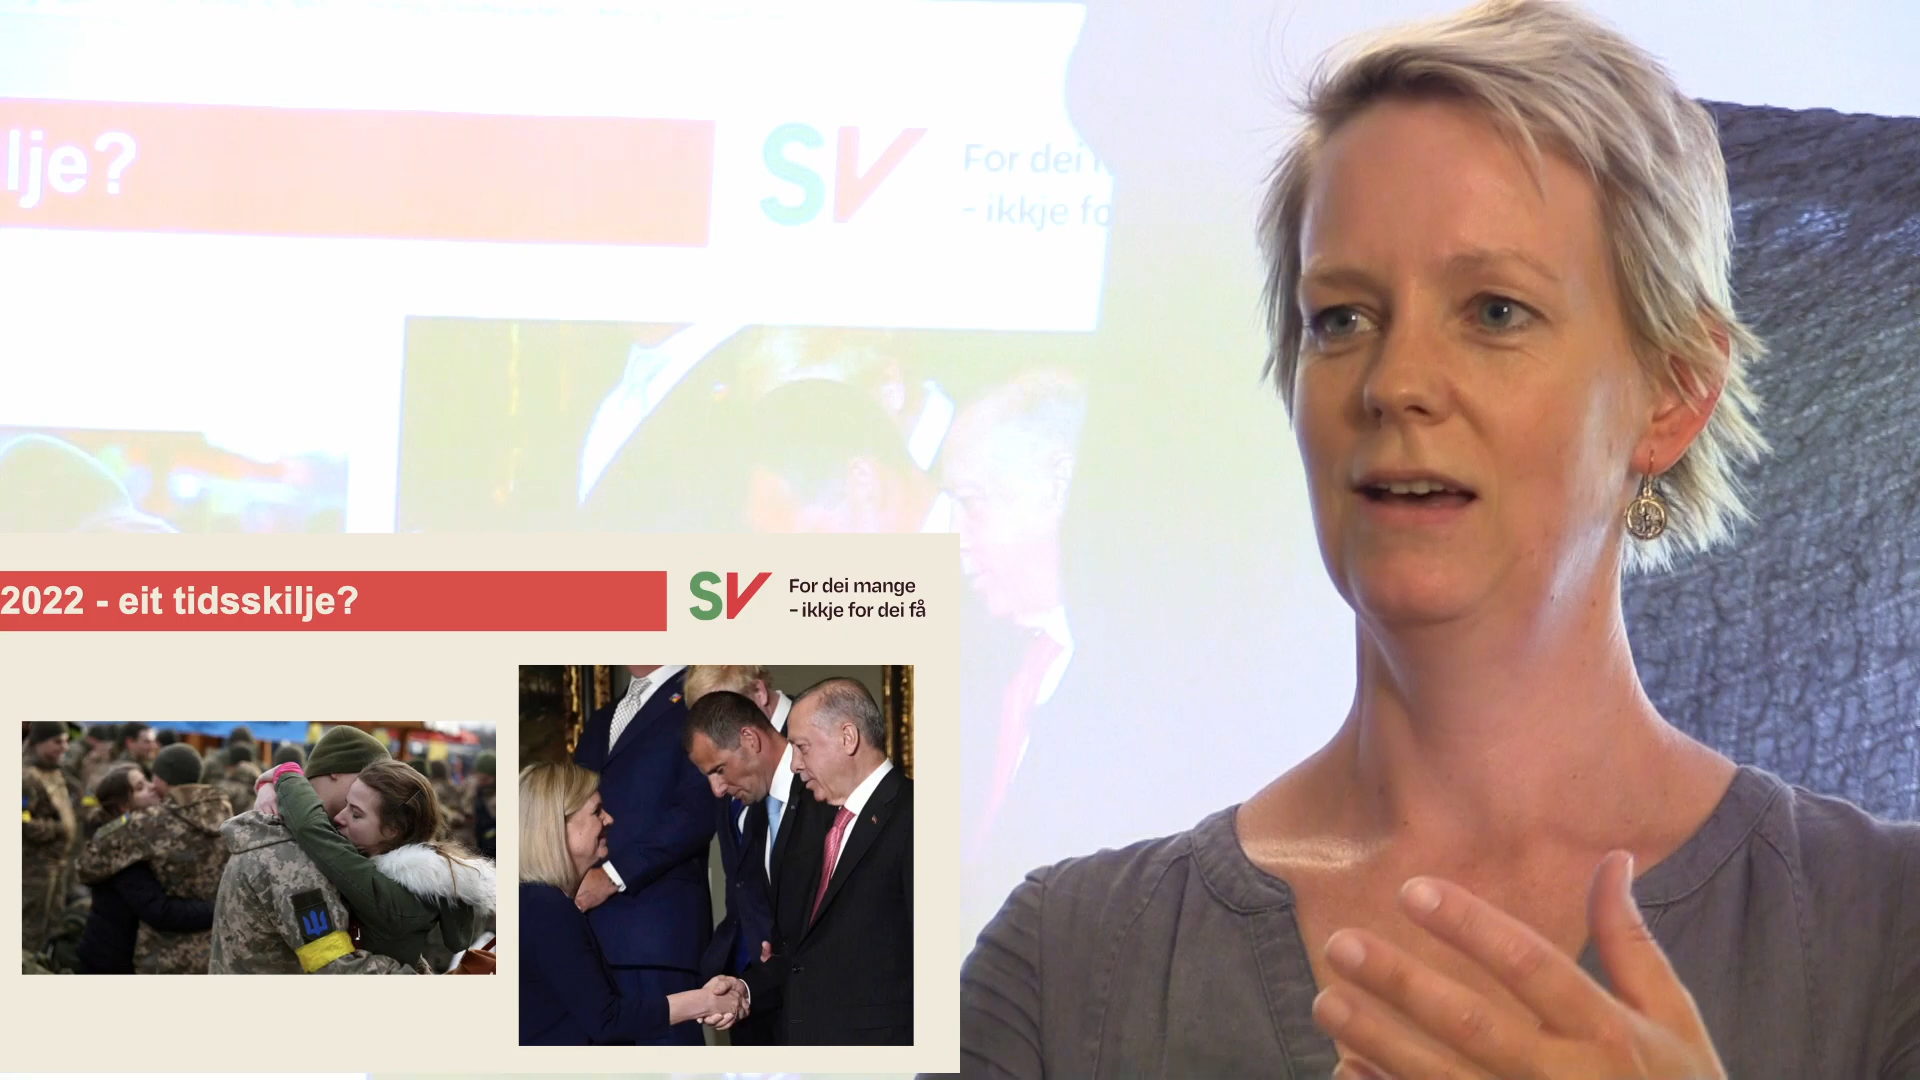 lje?
SV
For dei
- ikkje fo
2022 - eit tidsskilje?
SV
For dei mange
– ikkje for dei få